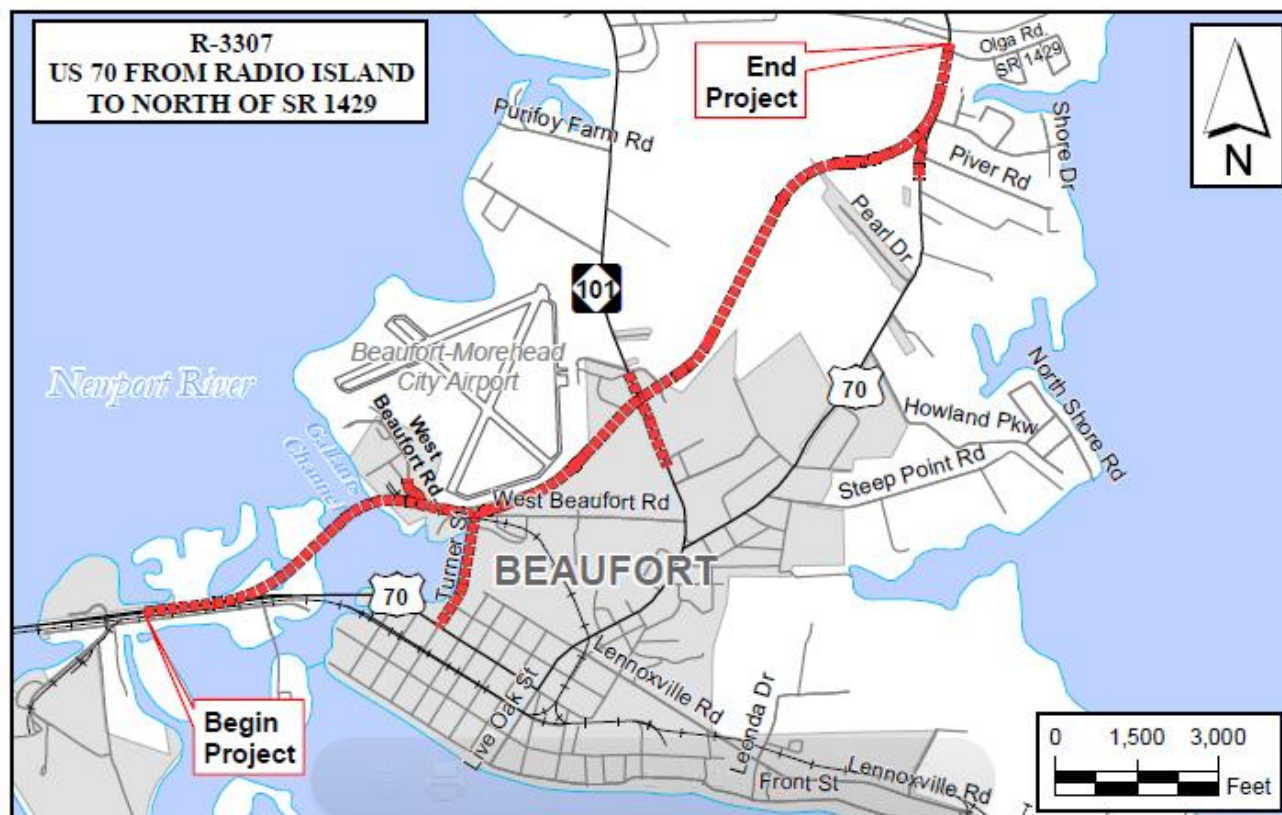 R-3307
US 70 FROM RADIO ISLAND
TO NORTH OF SR 1429
End
Project
Olga Rd.
SR 1429
Shore Dr
N
Purifoy Farm Rd
Piver Rd
Pearl Dr
101
Beaufort-Morehead
City Airport
Newport River
70
North Shore Rd
Howland Pkw
Steep Point Rd
West
Beaufort Rd
Gallants
Channel
West Beaufort Rd
Turner St
BEAUFORT
70
Begin
Project
Live Oak St
Lennoxville Rd
Leonda Dr
Front St
Lennoxville Rd
0 1,500 3,000
Feet